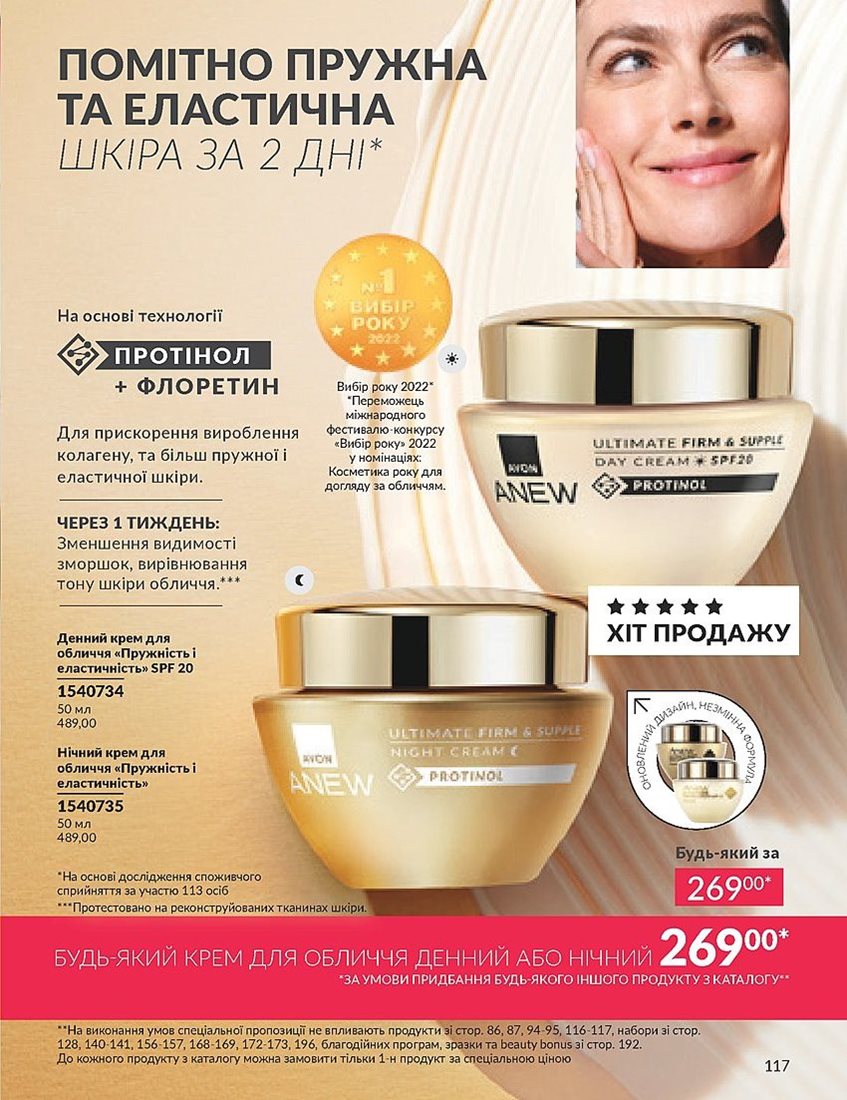 ПОМІТНО ПРУЖНА
ТА ЕЛАСТИЧНА
ШКІРА ЗА 2 ДНІ*
№1
ВИБІР
РОКУ
2022
На основі технології
ПРОТІНОЛ
+ ФЛОРЕТИН
Вибір року 2022*
*Переможець
міжнародного
фестивалю-конкурсу
«Вибір року» 2022
у номінаціях:
Косметика року для
догляду за обличчям.
Для прискорення вироблення
колагену, та більш пружної і
еластичної шкіри.
ЧЕРЕЗ 1 ТИЖДЕНЬ:
Зменшення видимості
зморшок, вирівнювання
тону шкіри обличчя.***
AVON
ANEW
ULTIMATE FIRM & SUPPLE
DAY CREAM SPF20
PROTINOL
ХІТ ПРОДАЖУ
Денний крем для
обличчя «Пружність і
еластичність» SPF 20
1540734
50 мл
489,00
Нічний крем для
обличчя «Пружність і
еластичність»
1540735
50 мл
489,00
AVON
ANEW
ULTIMATE FIRM & SUPPLE
NIGHT CREAM
PROTINOL
ОНОВЛЕНИЙ ДИЗАЙН, НЕЗМІННА ФОРМУЛА
Будь-який за
26900*
*На основі дослідження споживчого
сприйняття за участю 113 осіб
***Протестовано на реконструйованих тканинах шкіри.
БУДЬ-ЯКИЙ КРЕМ ДЛЯ ОБЛИЧЧЯ ДЕННИЙ АБО НІЧНИЙ 26900*
*ЗА УМОВИ ПРИДБАННЯ БУДЬ-ЯКОГО ІНШОГО ПРОДУКТУ З КАТАЛОГУ**
**На виконання умов спеціальної пропозиції не впливають продукти зі стор. 86, 87, 94-95, 116-117, набори зі стор.
128, 140-141, 156-157, 168-169, 172-173, 196, благодійних програм, зразки та beauty bonus зі стор. 192.
До кожного продукту з каталогу можна замовити тільки 1-н продукт за спеціальною ціною
117